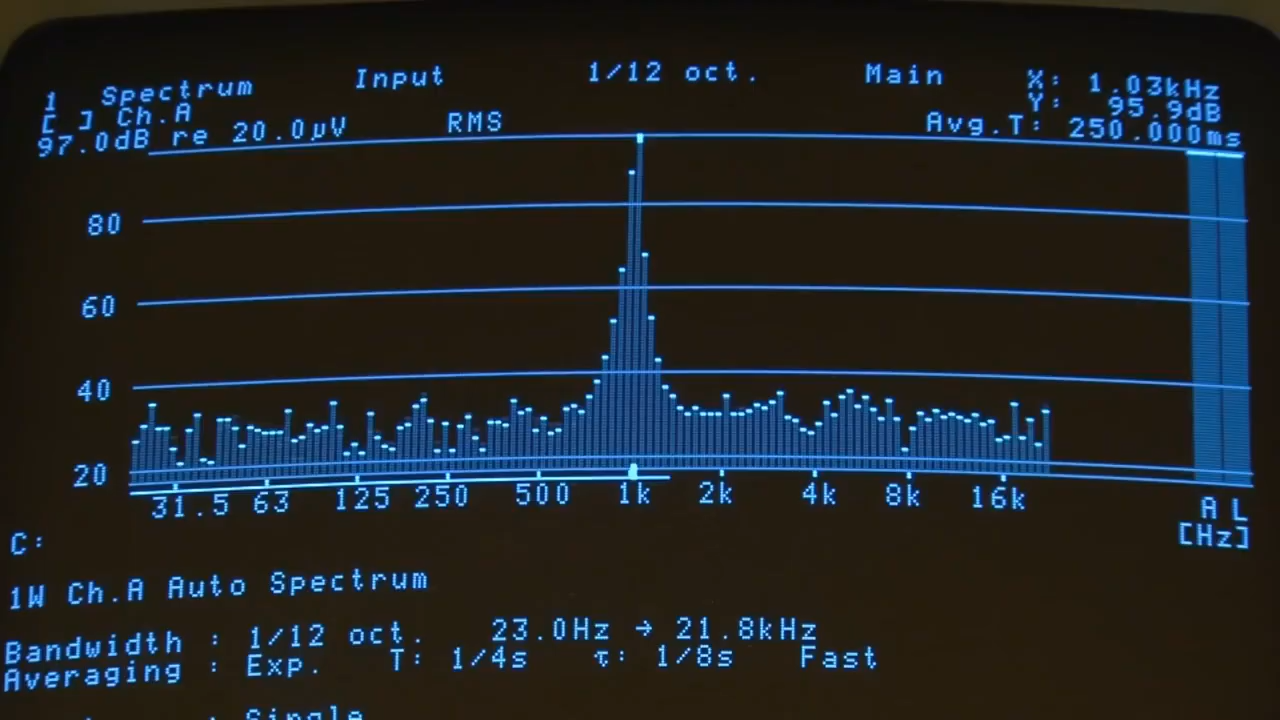 1 Spectrum Input 1/12 oct. Main X: 1.03kHz
[ ] Ch.A Y: 95.9dB
97.0dB re 20.0µV RMS Avg.T: 250.000ms
80
60
40
20
31.5 63 125 250 500 1k 2k 4k 8k 16k A L
[Hz]
C:
1W Ch.A Auto Spectrum
Bandwidth : 1/12 oct. 23.0Hz → 21.8kHz
Averaging : Exp. T: 1/4s τ: 1/8s Fast
: Single